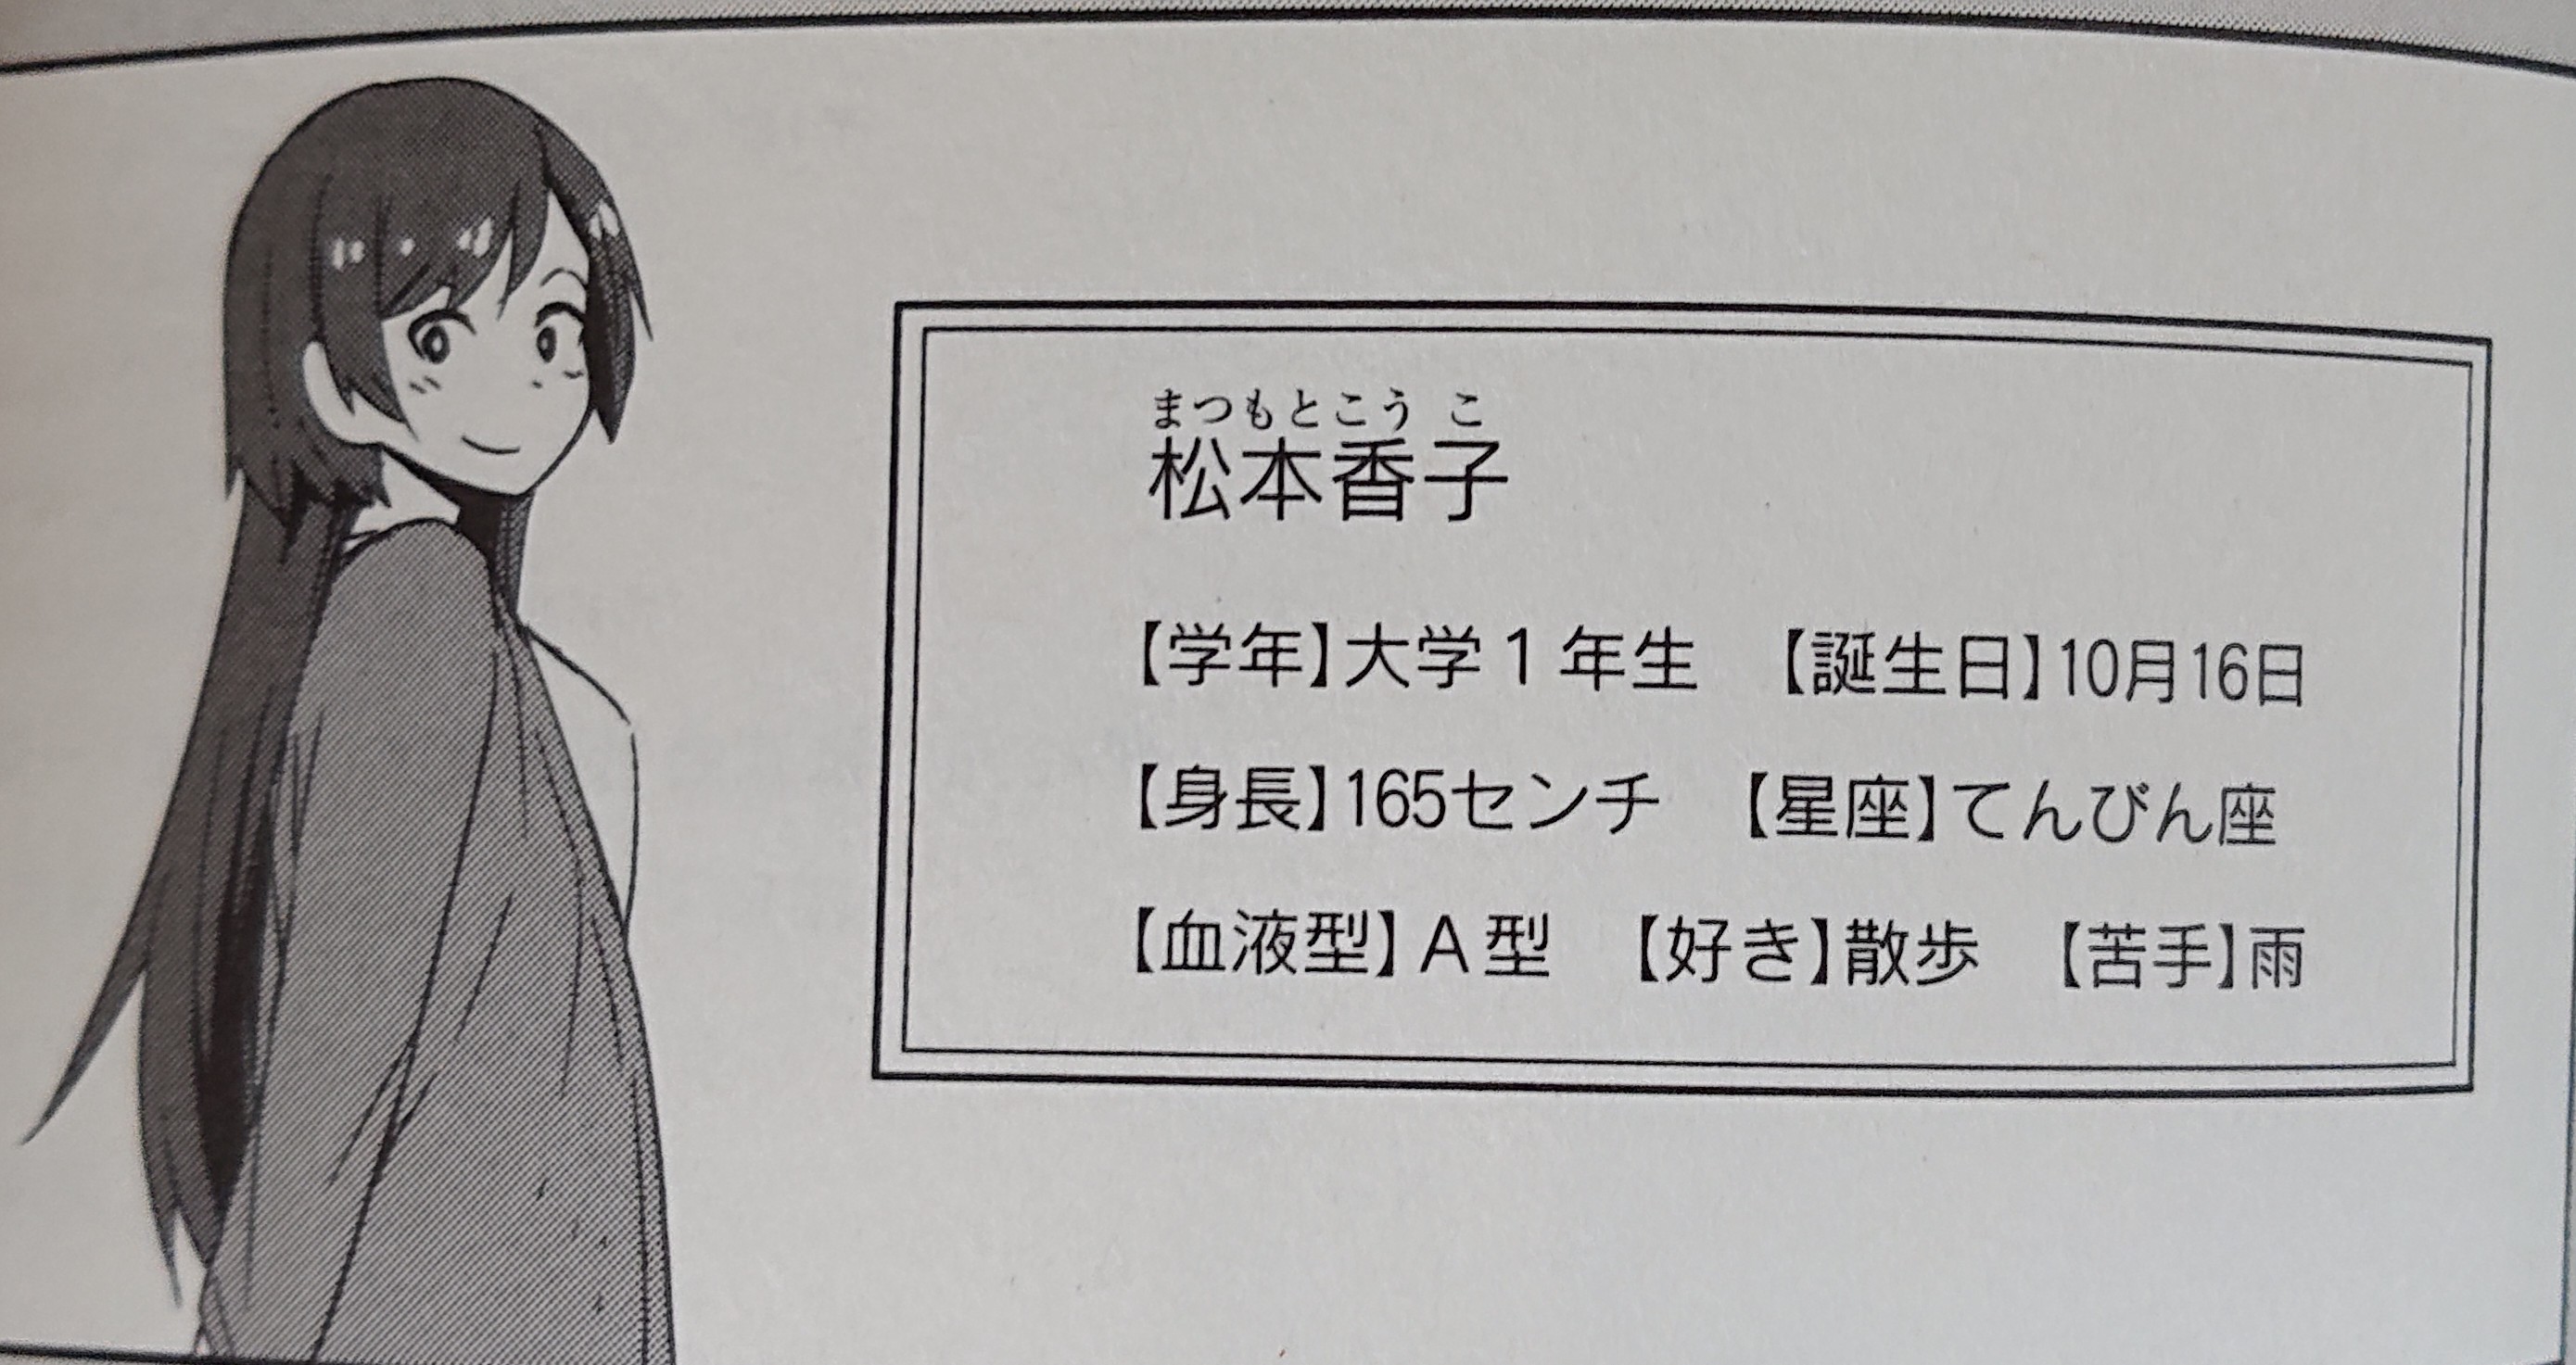 まつもとこうこ
松本香子
【学年】大学1年生 【誕生日】10月16日
【身長】165センチ 【星座】てんびん座
【血液型】A型 【好き】散歩 【苦手】雨